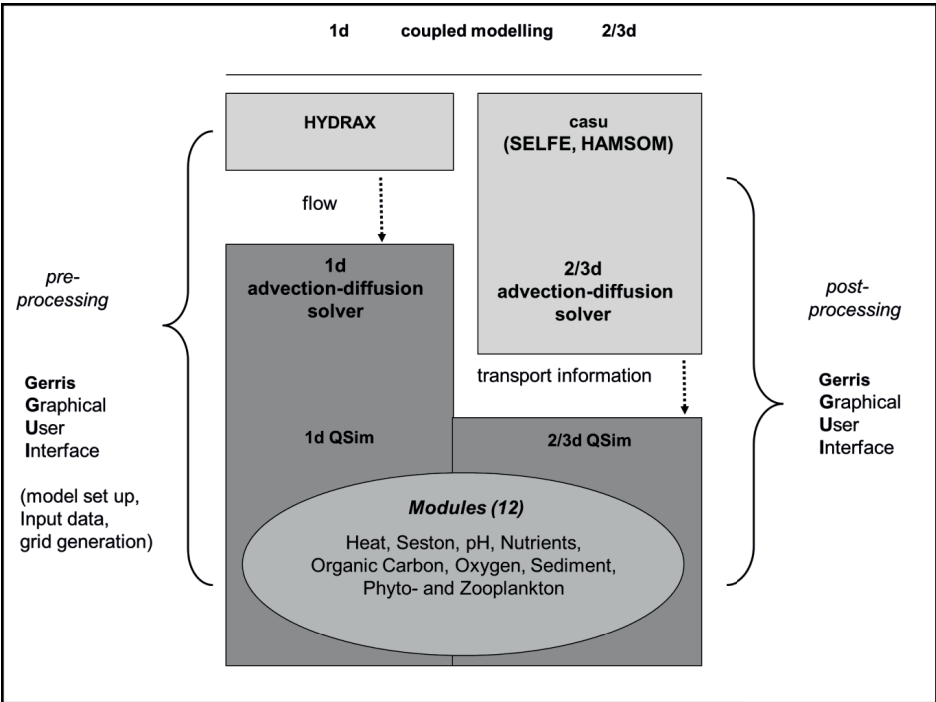 1d coupled modelling 2/3d
HYDRAX
casu
(SELFE, HAMSOM)
flow
1d
advection-diffusion
solver
2/3d
advection-diffusion
solver
pre-
processing
post-
processing
transport information
Gerris
Graphical
User
Interface
(model set up,
Input data,
grid generation)
Gerris
Graphical
User
Interface
1d QSim
2/3d QSim
Modules (12)
Heat, Seston, pH, Nutrients,
Organic Carbon, Oxygen, Sediment,
Phyto- and Zooplankton